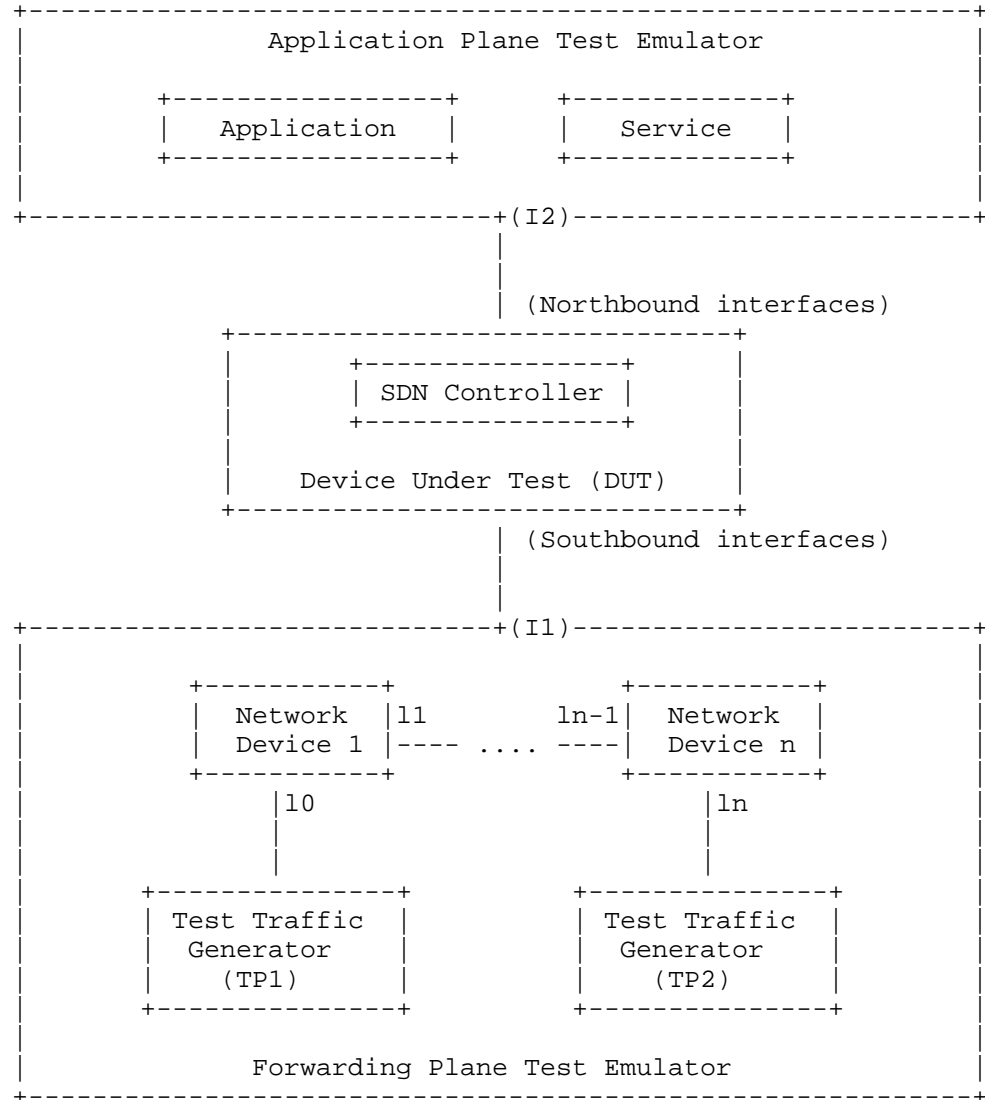 Application Plane Test Emulator
Application Service
(I2)
(Northbound interfaces)
SDN Controller
Device Under Test (DUT)
(Southbound interfaces)
(I1)
Network l1 ln-1 Network
Device 1 .... Device n
l0 ln
Test Traffic Test Traffic
Generator Generator
(TP1) (TP2)
Forwarding Plane Test Emulator